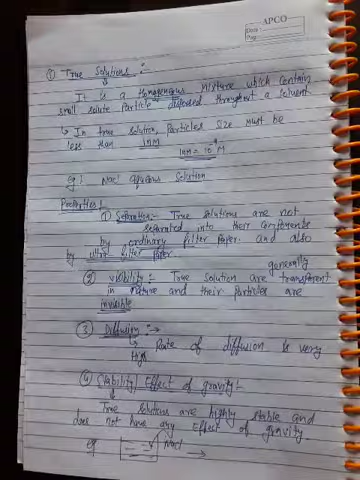 APCO
Date
Page
① True Solutions :-
It is a Homogeneous Mixture which contain
small solute Particle dispersed throughout a solvent
↳ In true solution, Particles size must be
less than 1nM
1nM = 10⁻⁹ M
eg: Nacl Aqueous Solution
Properties:-
① Separation:- True solutions are not
separated into their components
by ordinary filter paper and also
by ultra filter paper
② Visibility:- True solution are generally transparent
in nature and their particles are
invisible
③ Diffusion :→
↳ Rate of diffusion is very
High
④ Stability/Effect of gravity-
True solutions are highly stable and
does not have any Effect of gravity.
eg Nacl →